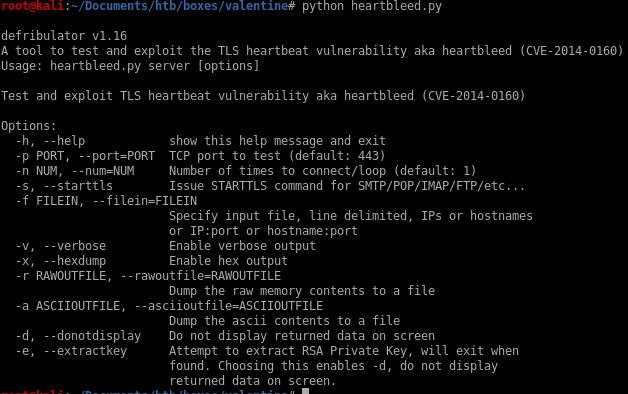 root@kali:~/Documents/htb/boxes/valentine# python heartbleed.py
defribulator v1.16
A tool to test and exploit the TLS heartbeat vulnerability aka heartbleed (CVE-2014-0160)
Usage: heartbleed.py server [options]
Test and exploit TLS heartbeat vulnerability aka heartbleed (CVE-2014-0160)
Options:
  -h, --help            show this help message and exit
  -p PORT, --port=PORT  TCP port to test (default: 443)
  -n NUM, --num=NUM     Number of times to connect/loop (default: 1)
  -s, --starttls        Issue STARTTLS command for SMTP/POP/IMAP/FTP/etc...
  -f FILEIN, --filein=FILEIN
                        Specify input file, line delimited, IPs or hostnames
                        or IP:port or hostname:port
  -v, --verbose         Enable verbose output
  -x, --hexdump         Enable hex output
  -r RAWOUTFILE, --rawoutfile=RAWOUTFILE
                        Dump the raw memory contents to a file
  -a ASCIIOUTFILE, --asciioutfile=ASCIIOUTFILE
                        Dump the ascii contents to a file
  -d, --donotdisplay    Do not display returned data on screen
  -e, --extractkey      Attempt to extract RSA Private Key, will exit when
                        found. Choosing this enables -d, do not display
                        returned data on screen.
root@kali:~/Documents/htb/boxes/valentine#